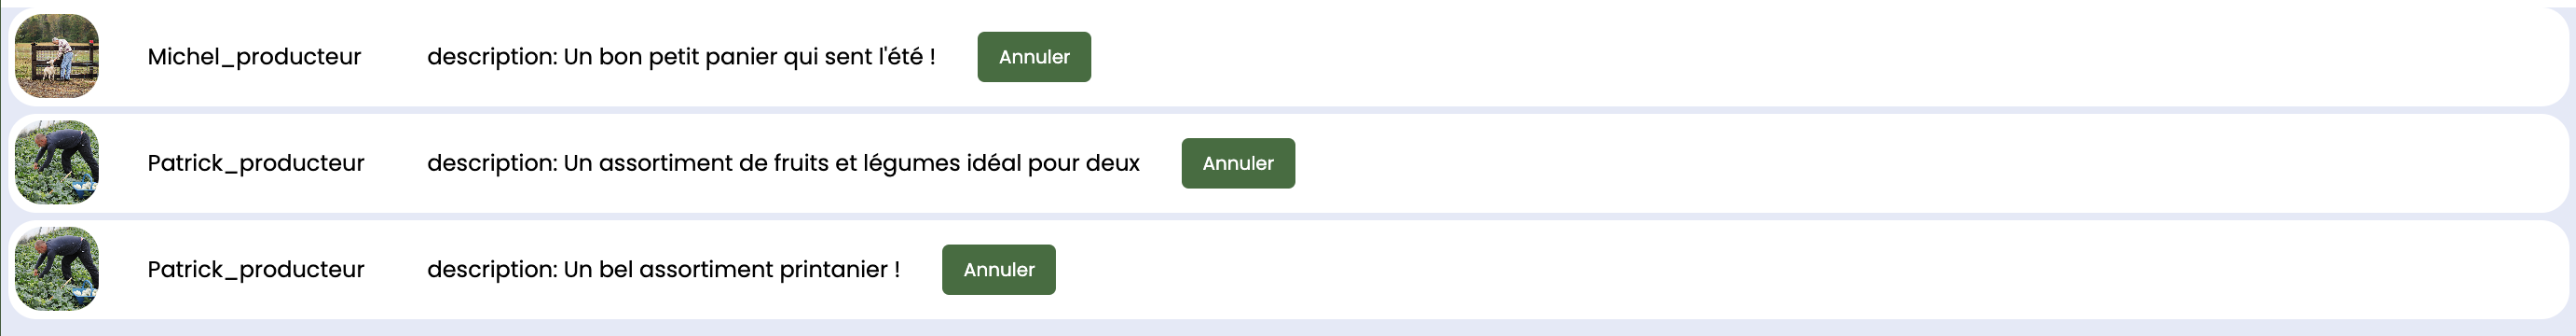 Michel_producteur description: Un bon petit panier qui sent l'été ! Annuler
Patrick_producteur description: Un assortiment de fruits et légumes idéal pour deux Annuler
Patrick_producteur description: Un bel assortiment printanier ! Annuler